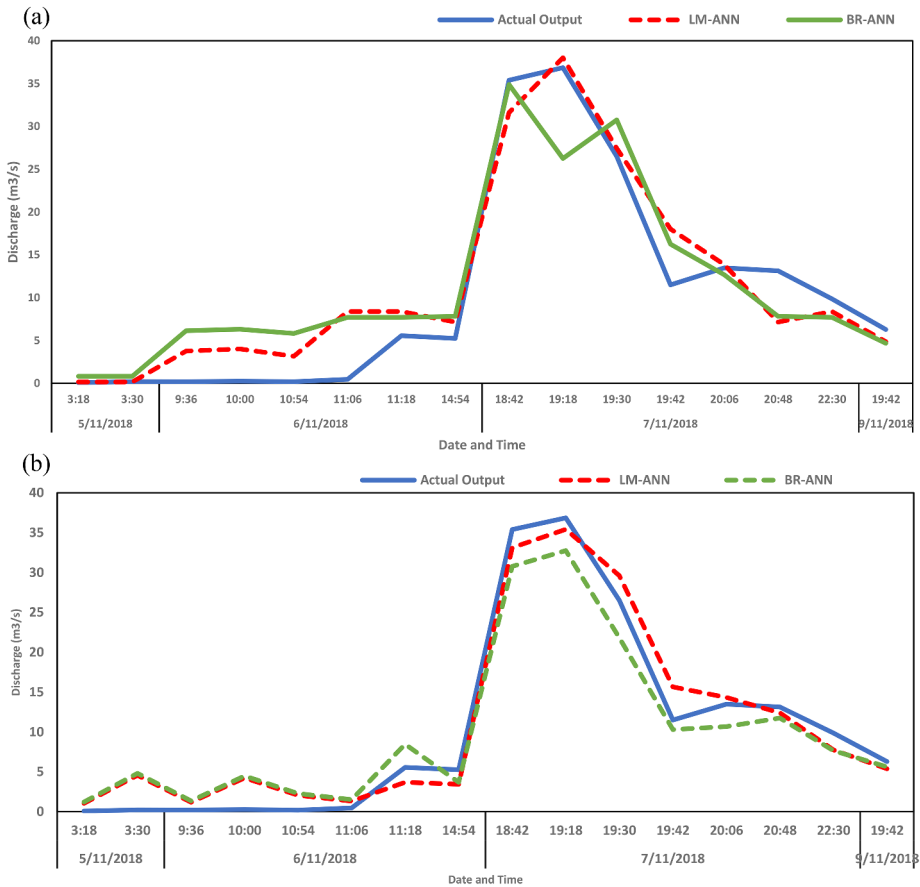 (a)
Actual Output LM-ANN BR-ANN
40
35
30
25
20
15
10
5
0
Discharge (m3/s)
3:18 3:30 9:36 10:00 10:54 11:06 11:18 14:54 18:42 19:18 19:30 19:42 20:06 20:48 22:30 19:42
5/11/2018 6/11/2018 7/11/2018 9/11/2018
Date and Time
(b)
Actual Output LM-ANN BR-ANN
40
35
30
25
20
15
10
5
0
Discharge (m3/s)
3:18 3:30 9:36 10:00 10:54 11:06 11:18 14:54 18:42 19:18 19:30 19:42 20:06 20:48 22:30 19:42
5/11/2018 6/11/2018 7/11/2018 9/11/2018
Date and Time